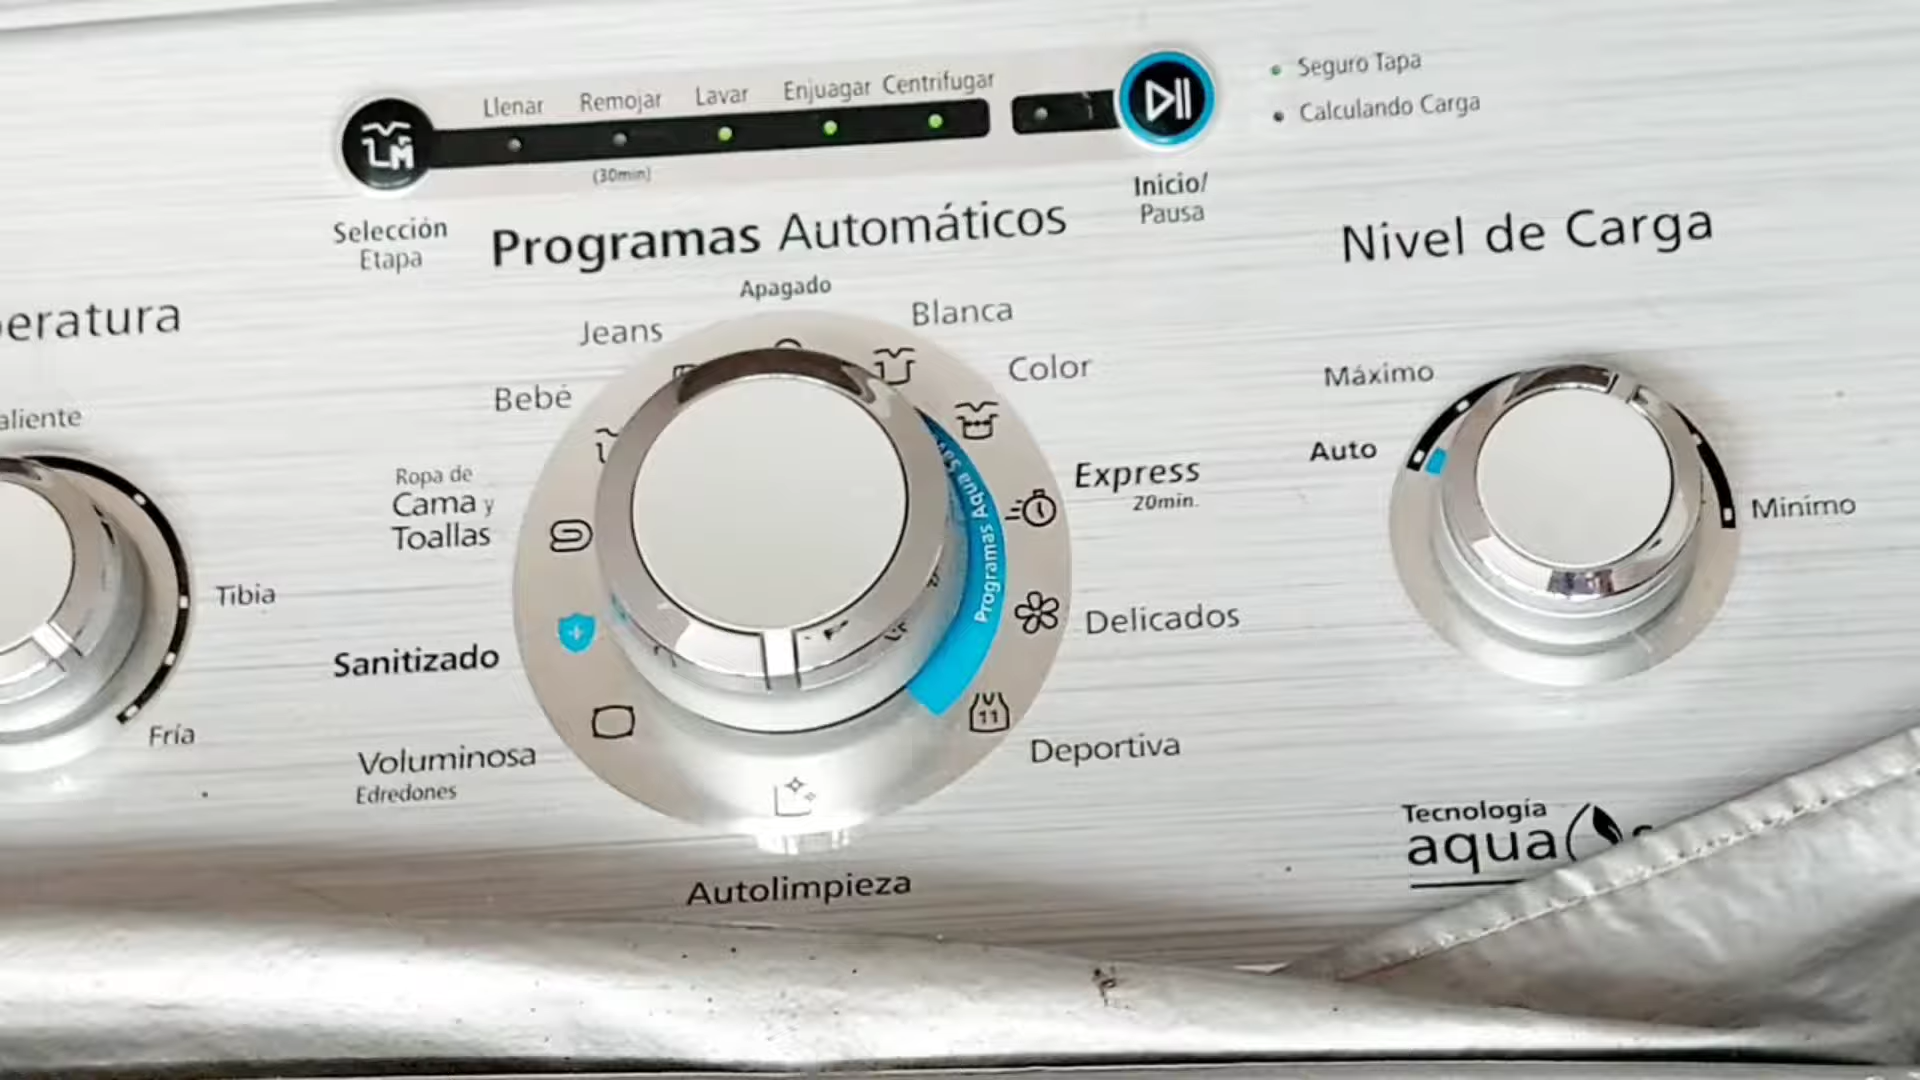 Llenar Remojar Lavar Enjuagar Centrifugar
(30min)
Seguro Tapa
Calculando Carga
Selección
Etapa
Inicio/
Pausa
Programas Automáticos
Nivel de Carga
Apagado
Jeans
Blanca
Bebé
Color
Ropa de
Cama y
Toallas
Express
20min.
Sanitizado
Delicados
Voluminosa
Edredones
11
Deportiva
Autolimpieza
Programas Aqua
Tibia
Fría
Máximo
Auto
Mínimo
Tecnología
aqua